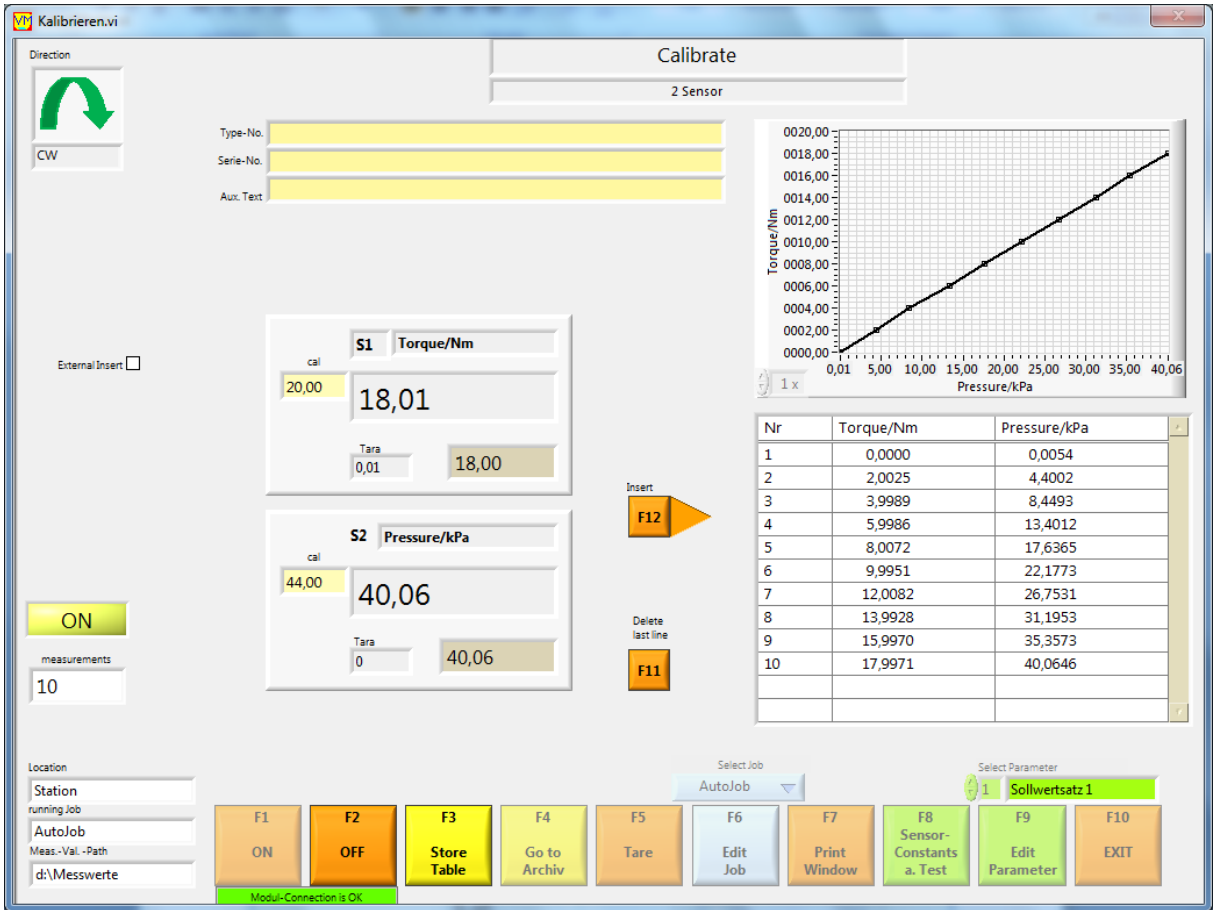 Kalibrieren.vi
Direction
CW
Calibrate
2 Sensor
Type-No.
Serie-No.
Aux. Text
External Insert
S1 Torque/Nm
cal
20,00
18,01
Tara
0,01
18,00
S2 Pressure/kPa
cal
44,00
40,06
Tara
0
40,06
ON
measurements
10
Insert
F12
Delete
last line
F11
0020,00
0018,00
0016,00
0014,00
0012,00
0010,00
0008,00
0006,00
0004,00
0002,00
0000,00
Torque/Nm
0,01 5,00 10,00 15,00 20,00 25,00 30,00 35,00 40,06
Pressure/kPa
1 x
Nr Torque/Nm Pressure/kPa
1 0,0000 0,0054
2 2,0025 4,4002
3 3,9989 8,4493
4 5,9986 13,4012
5 8,0072 17,6365
6 9,9951 22,1773
7 12,0082 26,7531
8 13,9928 31,1953
9 15,9970 35,3573
10 17,9971 40,0646
Location
Station
running Job
AutoJob
Meas.-Val. -Path
d:\Messwerte
Select Job
AutoJob
Select Parameter
1 Sollwertsatz 1
F1
ON
F2
OFF
F3
Store
Table
F4
Go to
Archiv
F5
Tare
F6
Edit
Job
F7
Print
Window
F8
Sensor-
Constants
a. Test
F9
Edit
Parameter
F10
EXIT
Modul-Connection is OK